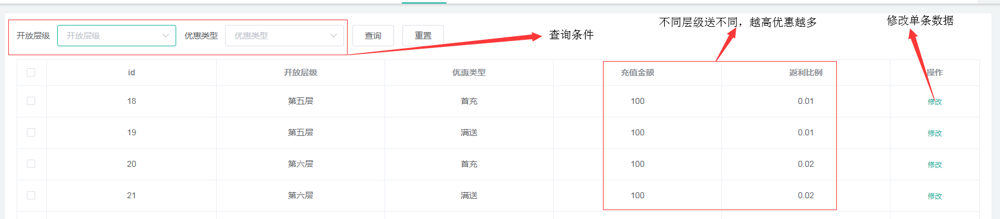 不同层级送不同，越高优惠越多
修改单条数据
开放层级 开放层级 优惠类型 优惠类型 查询 重置
查询条件
id 开放层级 优惠类型 充值金额 返利比例 操作
18 第五层 首充 100 0.01 修改
19 第五层 满送 100 0.01 修改
20 第六层 首充 100 0.02 修改
21 第六层 满送 100 0.02 修改